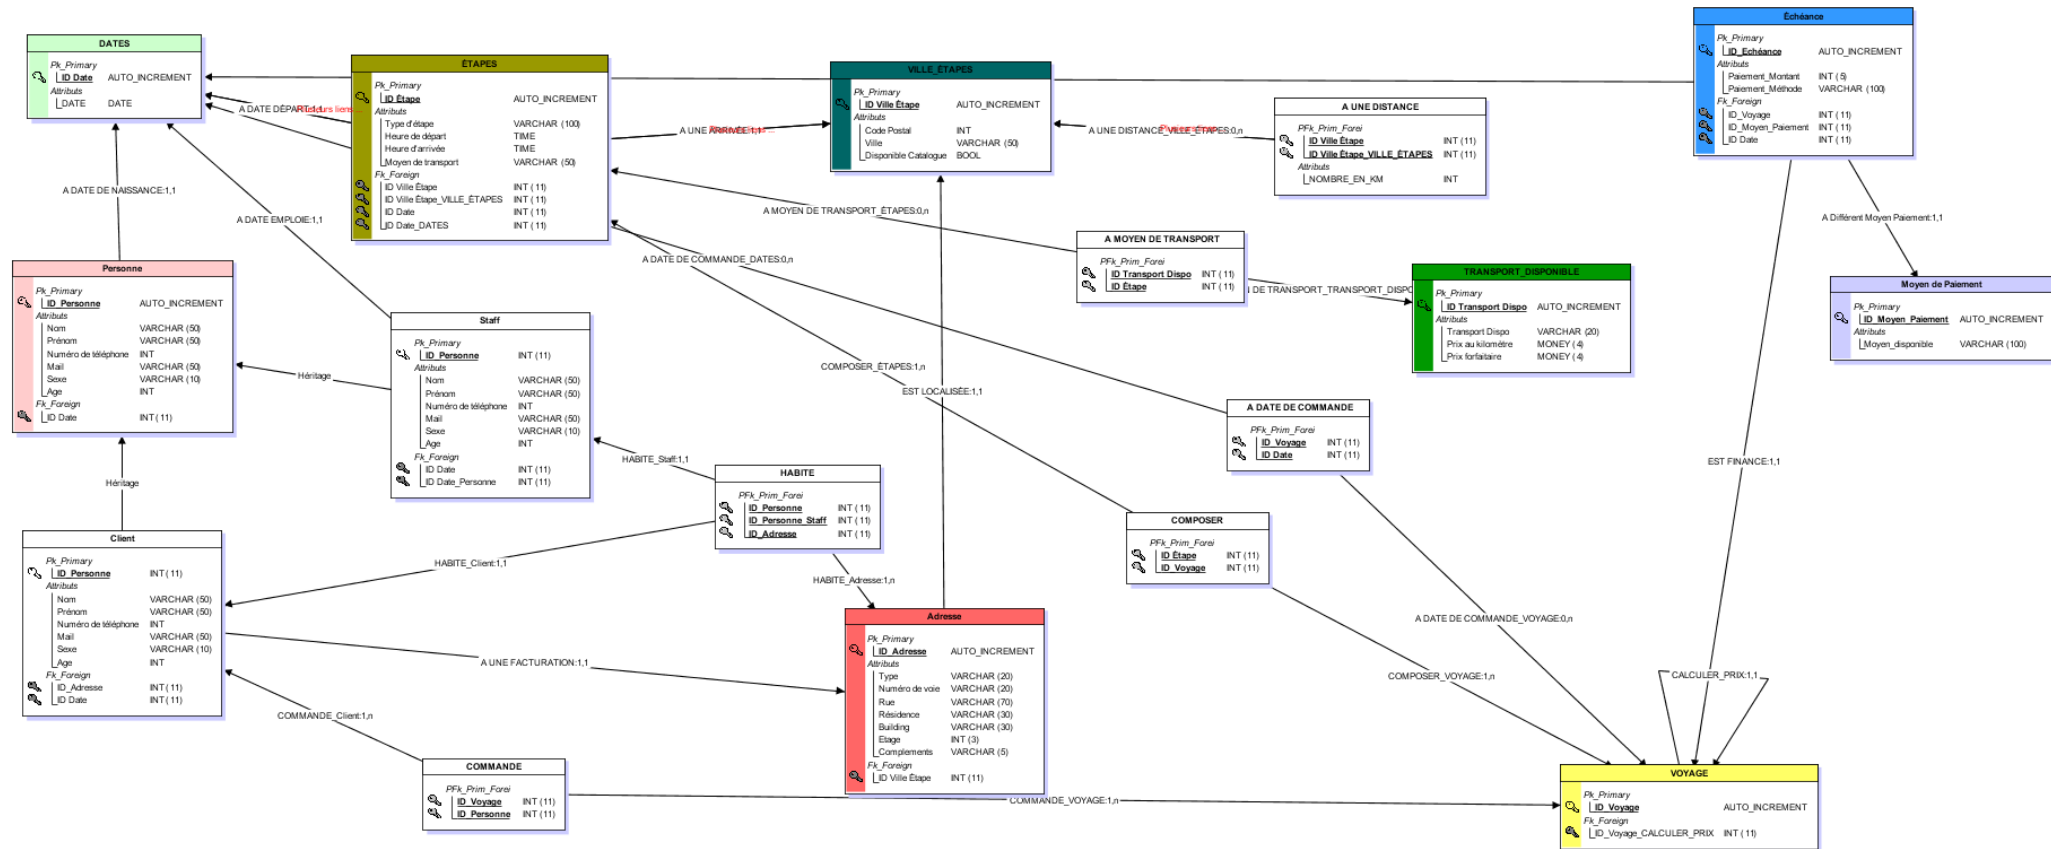 DATES
Pk_Primary
ID Date AUTO_INCREMENT
Attributs
DATE DATE
ÉTAPES
Pk_Primary
ID Étape AUTO_INCREMENT
Attributs
Type d'étape VARCHAR (100)
Heure de départ TIME
Heure d'arrivée TIME
Moyen de transport VARCHAR (50)
Fk_Foreign
ID Ville Étape INT (11)
ID Ville Étape_VILLE_ÉTAPES INT (11)
ID Date INT (11)
ID Date_DATES INT (11)
VILLE_ÉTAPES
Pk_Primary
ID Ville Étape AUTO_INCREMENT
Attributs
Code Postal INT
Ville VARCHAR (50)
Disponible Catalogue BOOL
A UNE DISTANCE
PFk_Prim_Forei
ID Ville Étape INT (11)
ID Ville Étape_VILLE_ÉTAPES INT (11)
Attributs
NOMBRE_EN_KM INT
Échéance
Pk_Primary
ID_Echéance AUTO_INCREMENT
Attributs
Paiement_Montant INT (5)
Paiement_Méthode VARCHAR (100)
Fk_Foreign
ID_Voyage INT (11)
ID_Moyen_Paiement INT (11)
ID Date INT (11)
A DATE DÉPART:1,1
A UNE ARRIVÉE:1,1
A UNE DISTANCE_VILLE_ÉTAPES:0,n
A DATE DE NAISSANCE:1,1
A DATE EMPLOIE:1,1
A MOYEN DE TRANSPORT_ÉTAPES:0,n
A Différent Moyen Paiement:1,1
A DATE DE COMMANDE_DATES:0,n
A MOYEN DE TRANSPORT
PFk_Prim_Forei
ID Transport Dispo INT (11)
ID Étape INT (11)
N DE TRANSPORT_TRANSPORT_DISPO
TRANSPORT_DISPONIBLE
Pk_Primary
ID Transport Dispo AUTO_INCREMENT
Attributs
Transport Dispo VARCHAR (20)
Prix au kilomètre MONEY (4)
Prix forfaitaire MONEY (4)
Moyen de Paiement
Pk_Primary
ID_Moyen_Paiement AUTO_INCREMENT
Attributs
Moyen_disponible VARCHAR (100)
Personne
Pk_Primary
ID_Personne AUTO_INCREMENT
Attributs
Nom VARCHAR (50)
Prénom VARCHAR (50)
Numéro de téléphone INT
Mail VARCHAR (50)
Sexe VARCHAR (10)
Age INT
Fk_Foreign
ID Date INT (11)
Staff
Pk_Primary
ID_Personne INT (11)
Attributs
Nom VARCHAR (50)
Prénom VARCHAR (50)
Numéro de téléphone INT
Mail VARCHAR (50)
Sexe VARCHAR (10)
Age INT
Fk_Foreign
ID Date INT (11)
ID Date_Personne INT (11)
Héritage
COMPOSER_ÉTAPES:1,n
EST LOCALISÉE:1,1
A DATE DE COMMANDE
PFk_Prim_Forei
ID_Voyage INT (11)
ID Date INT (11)
HABITE_Staff:1,1
EST FINANCE:1,1
Héritage
HABITE
PFk_Prim_Forei
ID_Personne INT (11)
ID_Personne_Staff INT (11)
ID_Adresse INT (11)
COMPOSER
PFk_Prim_Forei
ID Étape INT (11)
ID_Voyage INT (11)
Client
Pk_Primary
ID_Personne INT (11)
Attributs
Nom VARCHAR (50)
Prénom VARCHAR (50)
Numéro de téléphone INT
Mail VARCHAR (50)
Sexe VARCHAR (10)
Age INT
Fk_Foreign
ID_Adresse INT (11)
ID Date INT (11)
HABITE_Client:1,1
HABITE_Adresse:1,n
A UNE FACTURATION:1,1
Adresse
Pk_Primary
ID_Adresse AUTO_INCREMENT
Attributs
Type VARCHAR (20)
Numéro de voie VARCHAR (20)
Rue VARCHAR (70)
Résidence VARCHAR (30)
Building VARCHAR (30)
Etage INT (3)
Complements VARCHAR (5)
Fk_Foreign
ID Ville Étape INT (11)
A DATE DE COMMANDE_VOYAGE:0,n
COMPOSER_VOYAGE:1,n
CALCULER_PRIX:1,1
COMMANDE_Client:1,n
COMMANDE
PFk_Prim_Forei
ID_Voyage INT (11)
ID_Personne INT (11)
COMMANDE_VOYAGE:1,n
VOYAGE
Pk_Primary
ID_Voyage AUTO_INCREMENT
Fk_Foreign
ID_Voyage_CALCULER_PRIX INT (11)